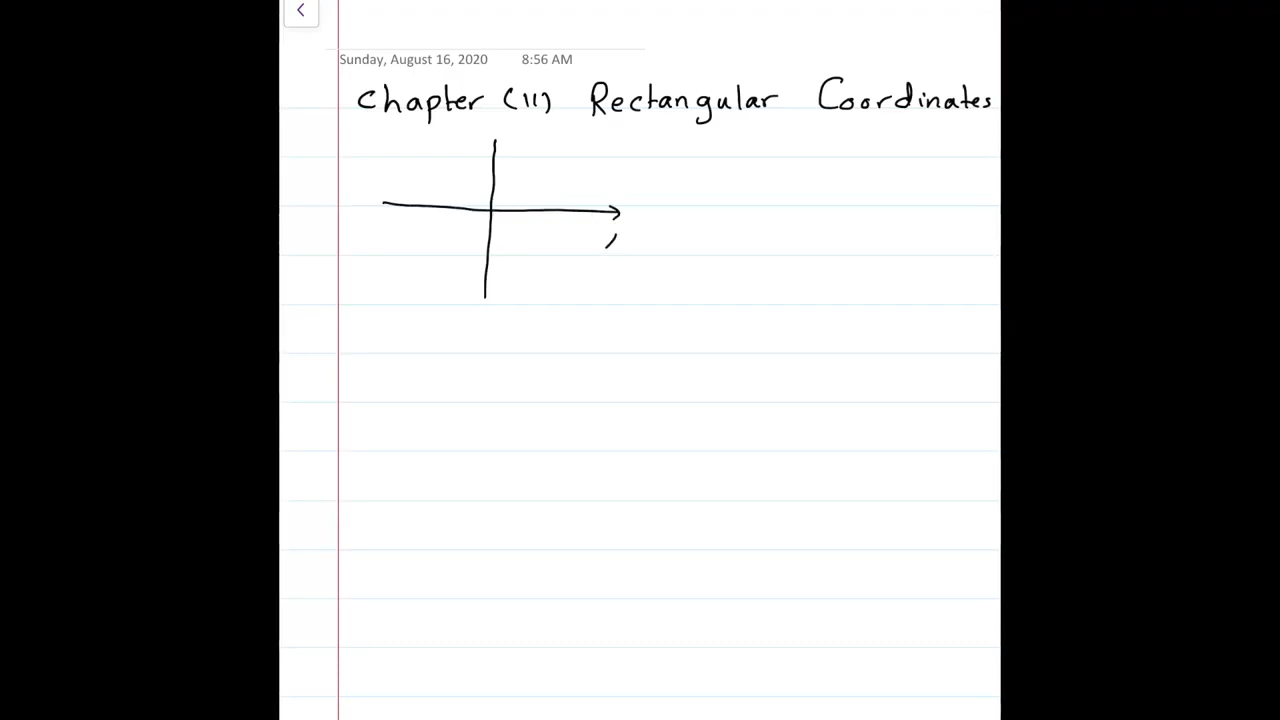 Sunday, August 16, 2020 8:56 AM
Chapter (11) Rectangular Coordinates